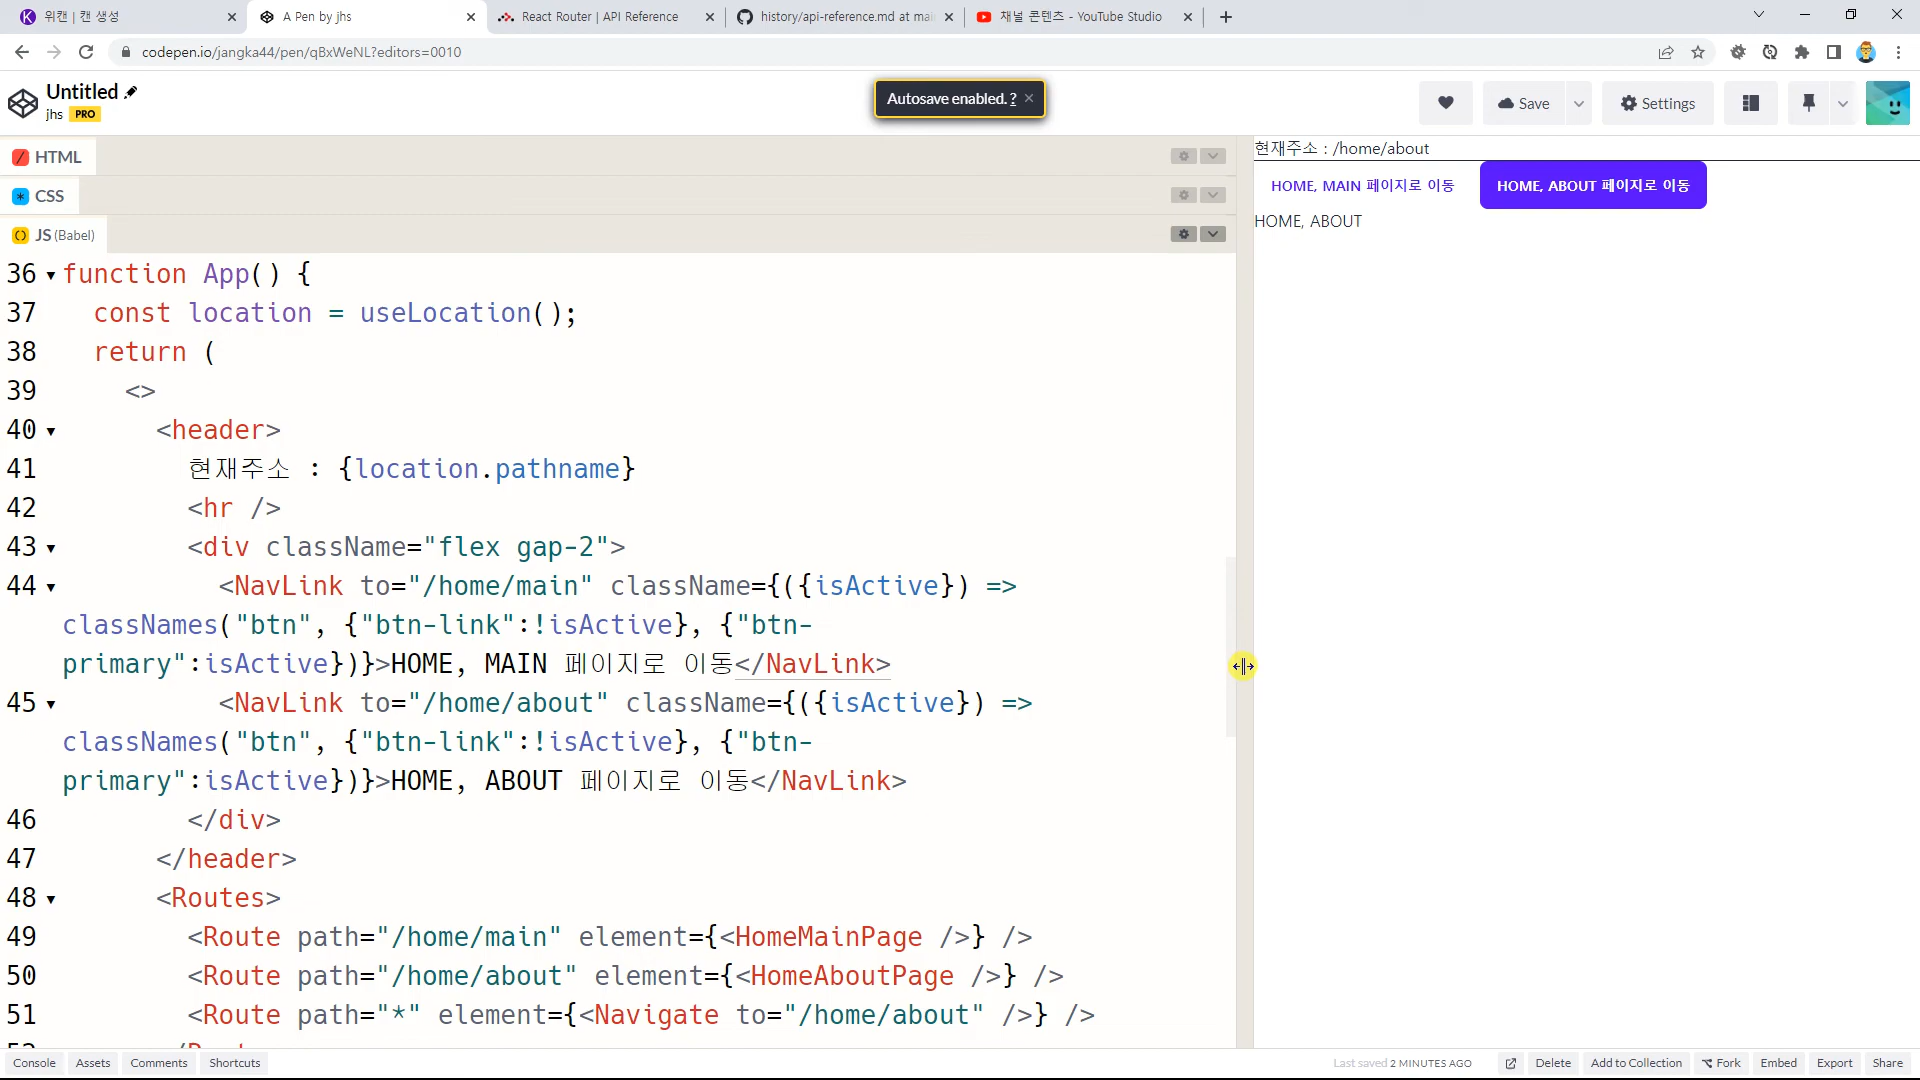 위캔 | 캔 생성
A Pen by jhs
React Router | API Reference
history/api-reference.md at mai
채널 콘텐츠 - YouTube Studio
codepen.io/jangka44/pen/qBxWeNL?editors=0010
Untitled
jhs PRO
Autosave enabled. ?
Save
Settings
HTML
CSS
JS (Babel)
36 function App() {
37 const location = useLocation();
38 return (
39 <>
40 <header>
41 현재주소 : {location.pathname}
42 <hr />
43 <div className="flex gap-2">
44 <NavLink to="/home/main" className={({isActive}) =>
classNames("btn", {"btn-link":!isActive}, {"btn-
primary":isActive})}>HOME, MAIN 페이지로 이동</NavLink>
45 <NavLink to="/home/about" className={({isActive}) =>
classNames("btn", {"btn-link":!isActive}, {"btn-
primary":isActive})}>HOME, ABOUT 페이지로 이동</NavLink>
46 </div>
47 </header>
48 <Routes>
49 <Route path="/home/main" element={<HomeMainPage />} />
50 <Route path="/home/about" element={<HomeAboutPage />} />
51 <Route path="*" element={<Navigate to="/home/about" />} />
현재주소 : /home/about
HOME, MAIN 페이지로 이동
HOME, ABOUT 페이지로 이동
HOME, ABOUT
Console
Assets
Comments
Shortcuts
Last saved 2 MINUTES AGO
Delete
Add to Collection
Fork
Embed
Export
Share